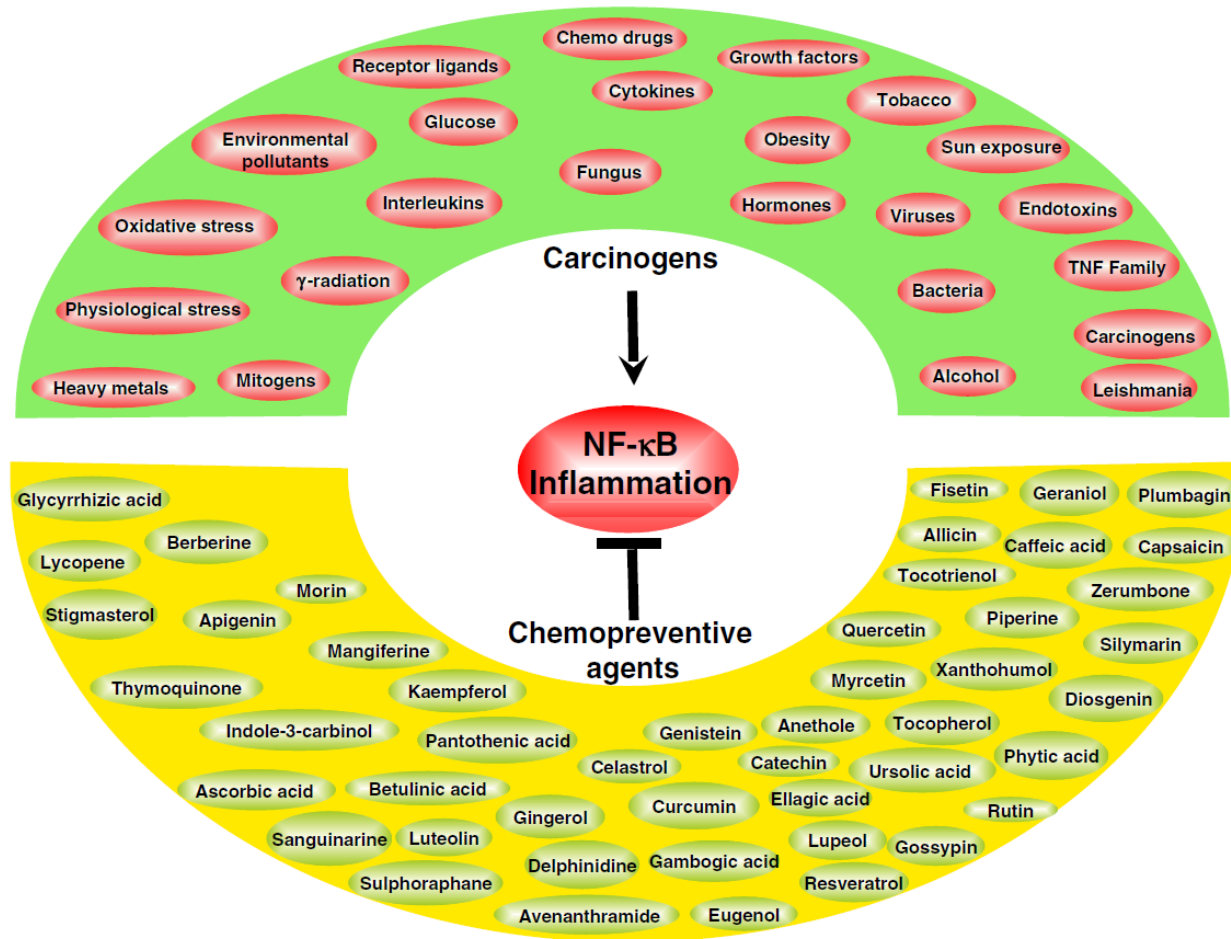 Chemo drugs
Growth factors
Receptor ligands
Cytokines
Tobacco
Glucose
Environmental
pollutants
Obesity
Sun exposure
Fungus
Interleukins
Hormones
Viruses
Endotoxins
Oxidative stress
TNF Family
γ-radiation
Bacteria
Physiological stress
Carcinogens
Heavy metals
Mitogens
Alcohol
Leishmania
Carcinogens
NF-κB
Inflammation
Chemopreventive
agents
Glycyrrhizic acid
Fisetin
Geraniol
Plumbagin
Berberine
Allicin
Caffeic acid
Capsaicin
Lycopene
Morin
Tocotrienol
Zerumbone
Stigmasterol
Apigenin
Piperine
Quercetin
Silymarin
Mangiferine
Xanthohumol
Myrcetin
Thymoquinone
Kaempferol
Diosgenin
Indole-3-carbinol
Pantothenic acid
Genistein
Anethole
Tocopherol
Phytic acid
Celastrol
Catechin
Ursolic acid
Ascorbic acid
Betulinic acid
Gingerol
Curcumin
Ellagic acid
Rutin
Sanguinarine
Luteolin
Lupeol
Gossypin
Delphinidine
Gambogic acid
Sulphoraphane
Resveratrol
Avenanthramide
Eugenol